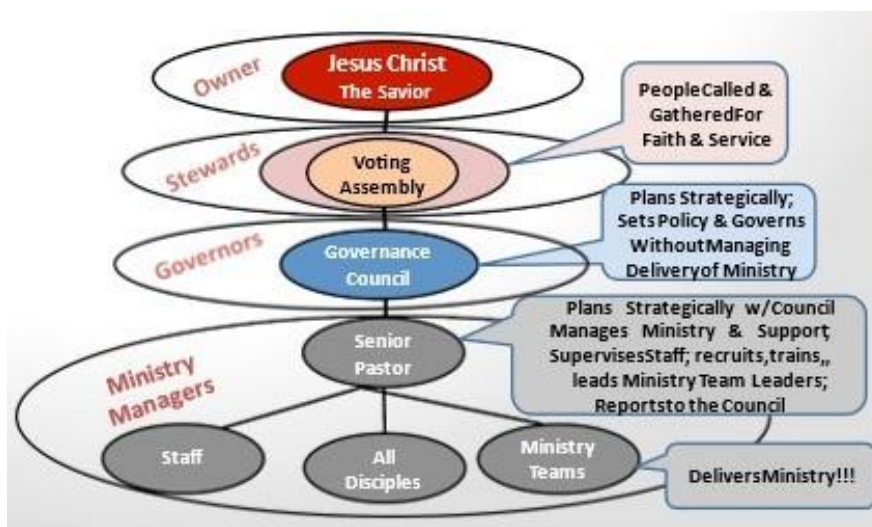 Owner
Jesus Christ
The Savior
PeopleCalled &
GatheredFor
Faith & Service
Stewards
Voting
Assembly
Plans Strategically;
Sets Policy & Governs
WithoutManaging
Deliveryof Ministry
Governors
Governance
Council
Plans Strategically w/Council
Manages Ministry & Support;
SupervisesStaff; recruits,trains,,
leads Ministry Team Leaders;
Reportsto the Council
Senior
Pastor
Ministry
Managers
Staff
All
Disciples
Ministry
Teams
DeliversMinistry!!!